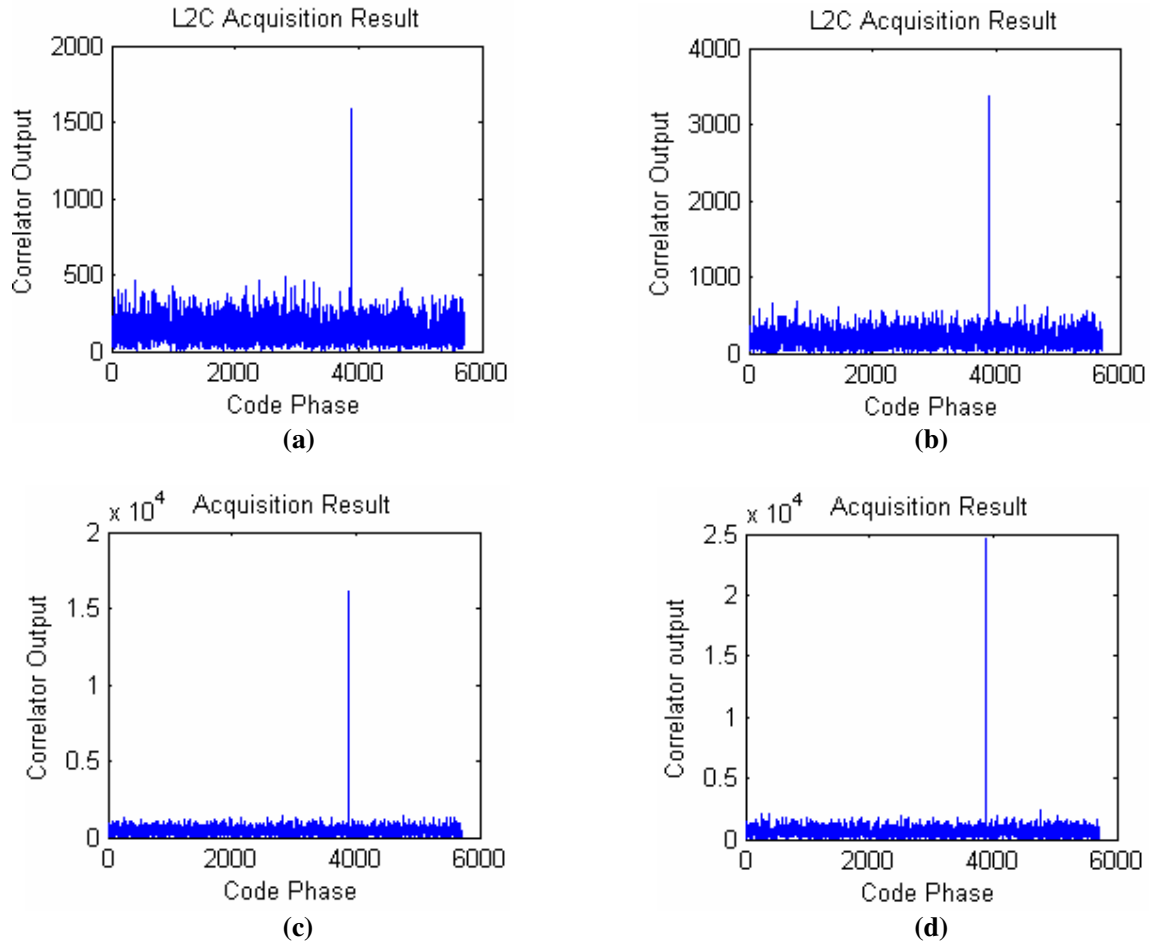 L2C Acquisition Result
2000
1500
1000
500
0
Correlator Output
0 2000 4000 6000
Code Phase
(a)
L2C Acquisition Result
4000
3000
2000
1000
0
Correlator Output
0 2000 4000 6000
Code Phase
(b)
x 10^4 Acquisition Result
2
1.5
1
0.5
0
Correlator Output
0 2000 4000 6000
Code Phase
(c)
x 10^4 Acquisition Result
2.5
2
1.5
1
0.5
0
Correlator output
0 2000 4000 6000
Code Phase
(d)